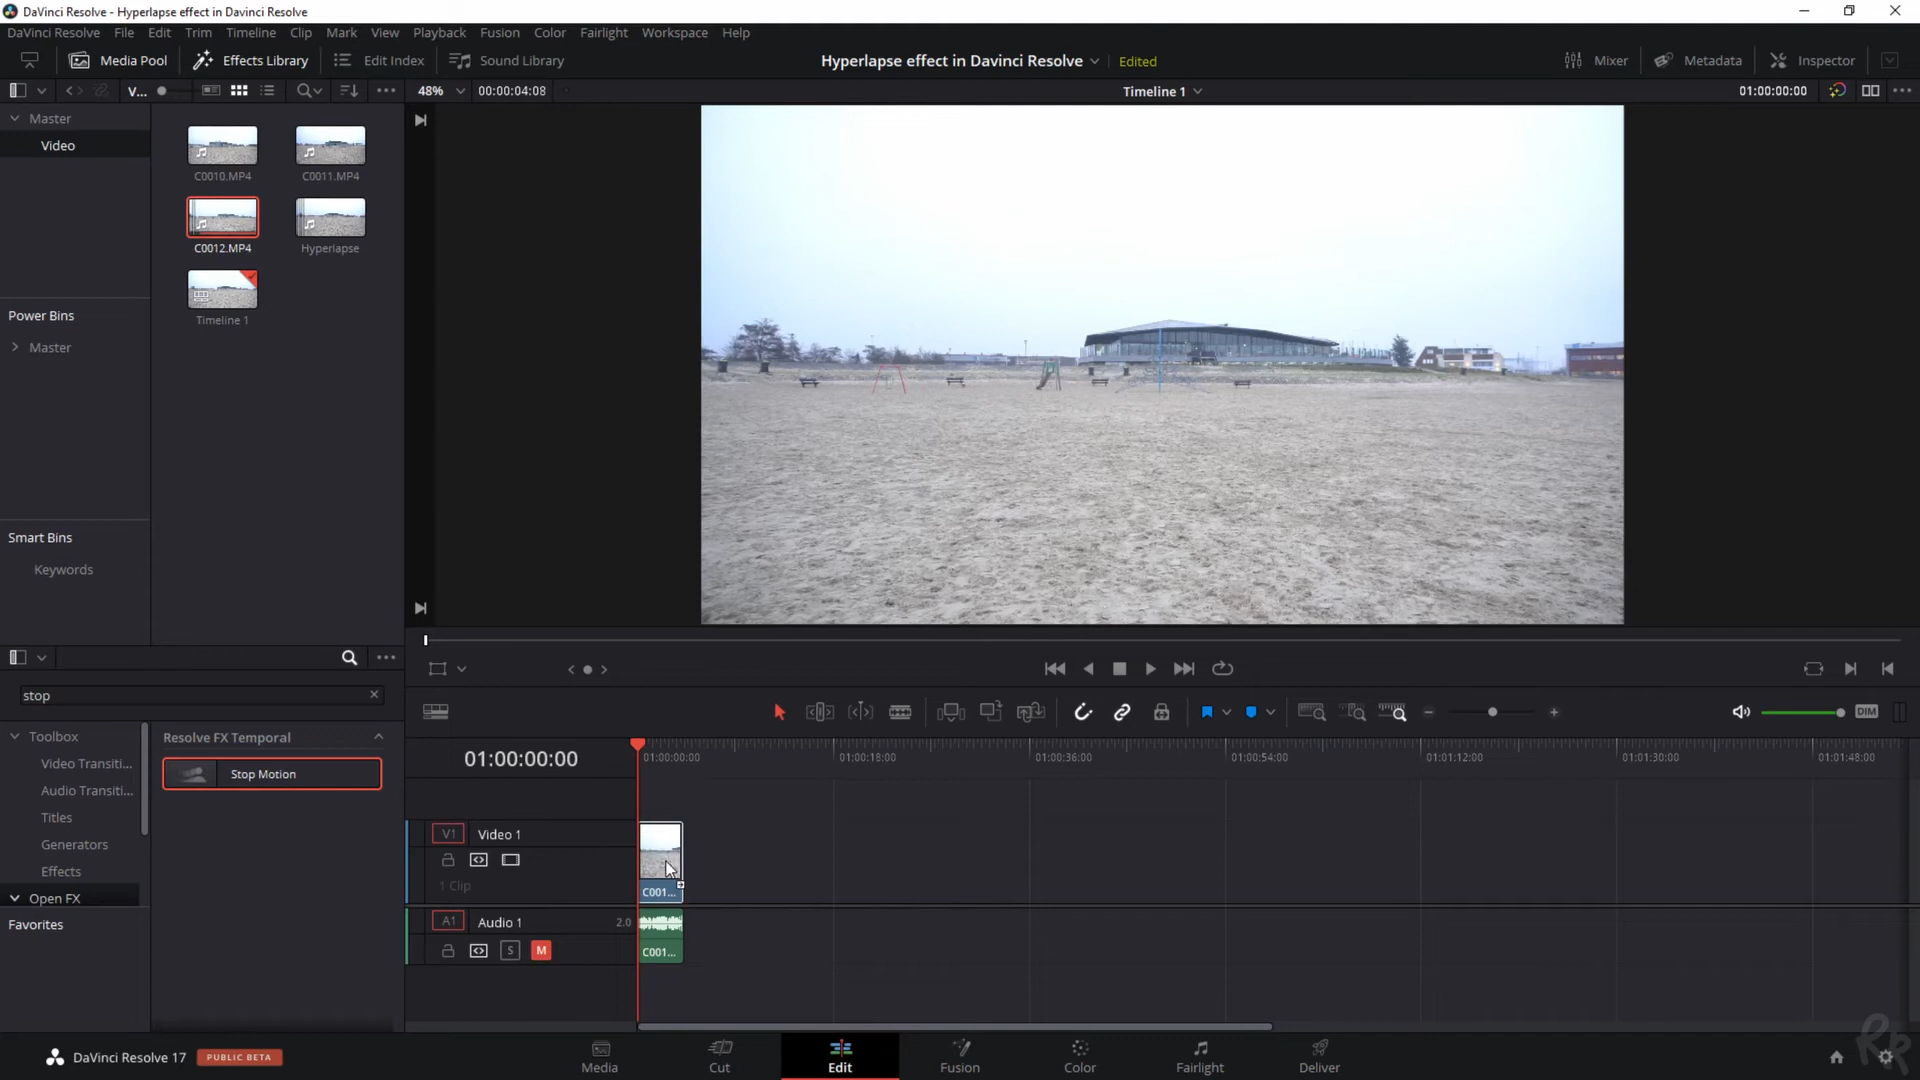 DaVinci Resolve - Hyperlapse effect in Davinci Resolve
DaVinci Resolve File Edit Trim Timeline Clip Mark View Playback Fusion Color Fairlight Workspace Help
Media Pool Effects Library Edit Index Sound Library Hyperlapse effect in Davinci Resolve Edited Mixer Metadata Inspector
V... 48% 00:00:04:08 Timeline 1 01:00:00:00
Master
Video
C0010.MP4 C0011.MP4
C0012.MP4 Hyperlapse
Timeline 1
Power Bins
Master
Smart Bins
Keywords
stop
Toolbox
Video Transiti...
Audio Transiti...
Titles
Generators
Effects
Open FX
Favorites
Resolve FX Temporal
Stop Motion
DIM
01:00:00:00
01:00:00:00 01:00:18:00 01:00:36:00 01:00:54:00 01:01:12:00 01:01:30:00 01:01:48:00
V1 Video 1
1 Clip
C001...
A1 Audio 1 2.0
S M
C001...
DaVinci Resolve 17 PUBLIC BETA
Media Cut Edit Fusion Color Fairlight Deliver
RR